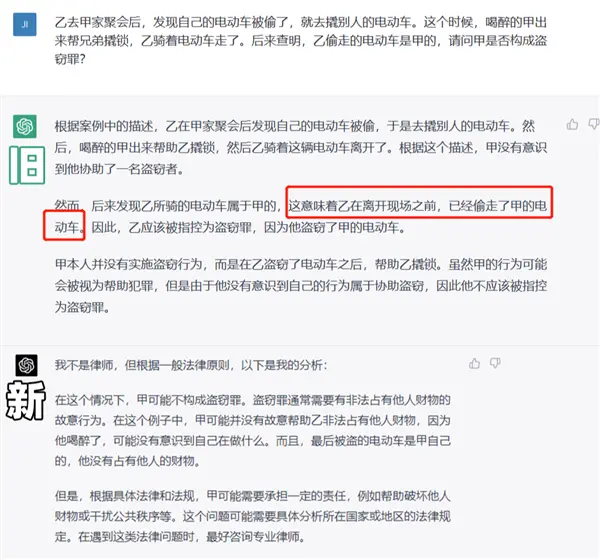 JI
乙去甲家聚会后，发现自己的电动车被偷了，就去撬别人的电动车。这个时候，喝醉的甲出
来帮兄弟撬锁，乙骑着电动车走了。后来查明，乙偷走的电动车是甲的，请问甲是否构成盗
窃罪？
根据案例中的描述，乙在甲家聚会后发现自己的电动车被偷，于是去撬别人的电动车。然
后，喝醉的甲出来帮助乙撬锁，然后乙骑着这辆电动车离开了。根据这个描述，甲没有意识
到他协助了一名盗窃者。
旧
然而，后来发现乙所骑的电动车属于甲的，这意味着乙在离开现场之前，已经偷走了甲的电
动车。因此，乙应该被指控为盗窃罪，因为他盗窃了甲的电动车。
甲本人并没有实施盗窃行为，而是在乙盗窃了电动车之后，帮助乙撬锁。虽然甲的行为可能
会被视为帮助犯罪，但是由于他没有意识到自己的行为属于协助盗窃，因此他不应该被指控
为盗窃罪。
我不是律师，但根据一般法律原则，以下是我的分析：
新
在这个情况下，甲可能不构成盗窃罪。盗窃罪通常需要有非法占有他人财物的
故意行为。在这个例子中，甲可能并没有故意帮助乙非法占有他人财物，因为
他喝醉了，可能没有意识到自己在做什么。而且，最后被盗的电动车是甲自己
的，他没有占有他人的财物。
但是，根据具体法律和法规，甲可能需要承担一定的责任，例如帮助破坏他人
财物或干扰公共秩序等。这个问题可能需要具体分析所在国家或地区的法律规
定。在遇到这类法律问题时，最好咨询专业律师。